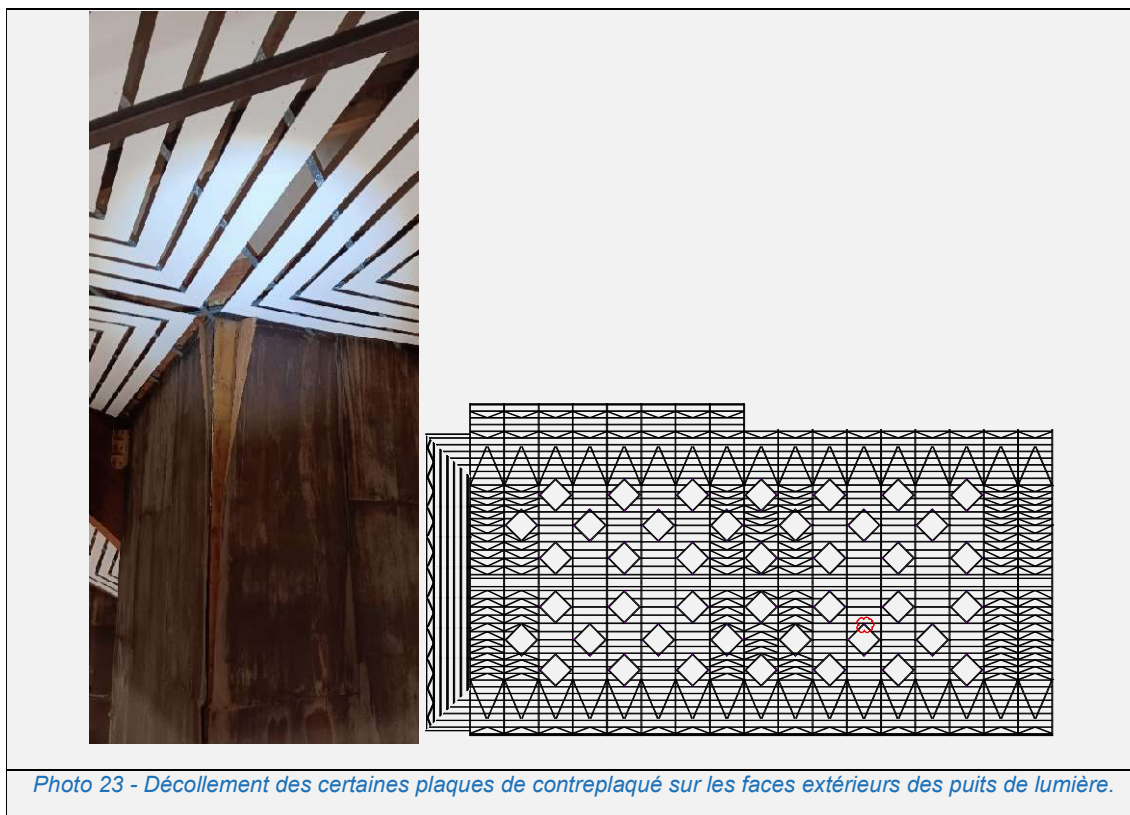 Photo 23 - Décollement des certaines plaques de contreplaqué sur les faces extérieurs des puits de lumière.